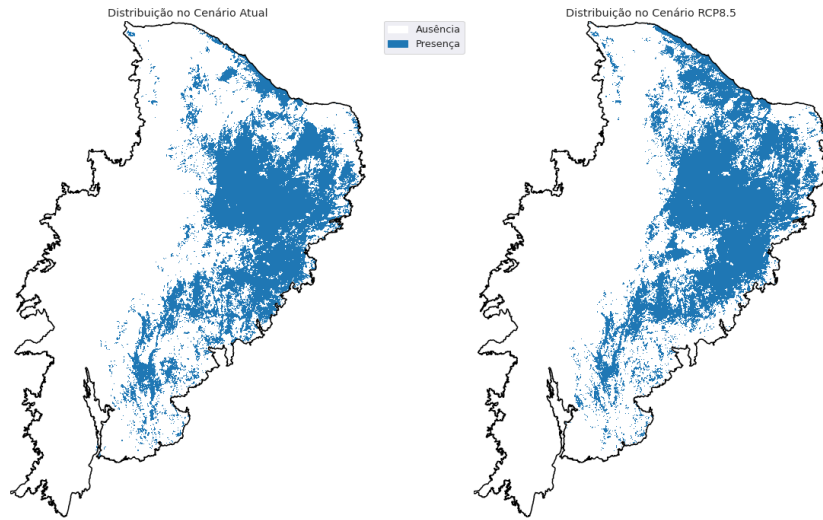 Distribuição no Cenário Atual
Ausência
Presença
Distribuição no Cenário RCP8.5